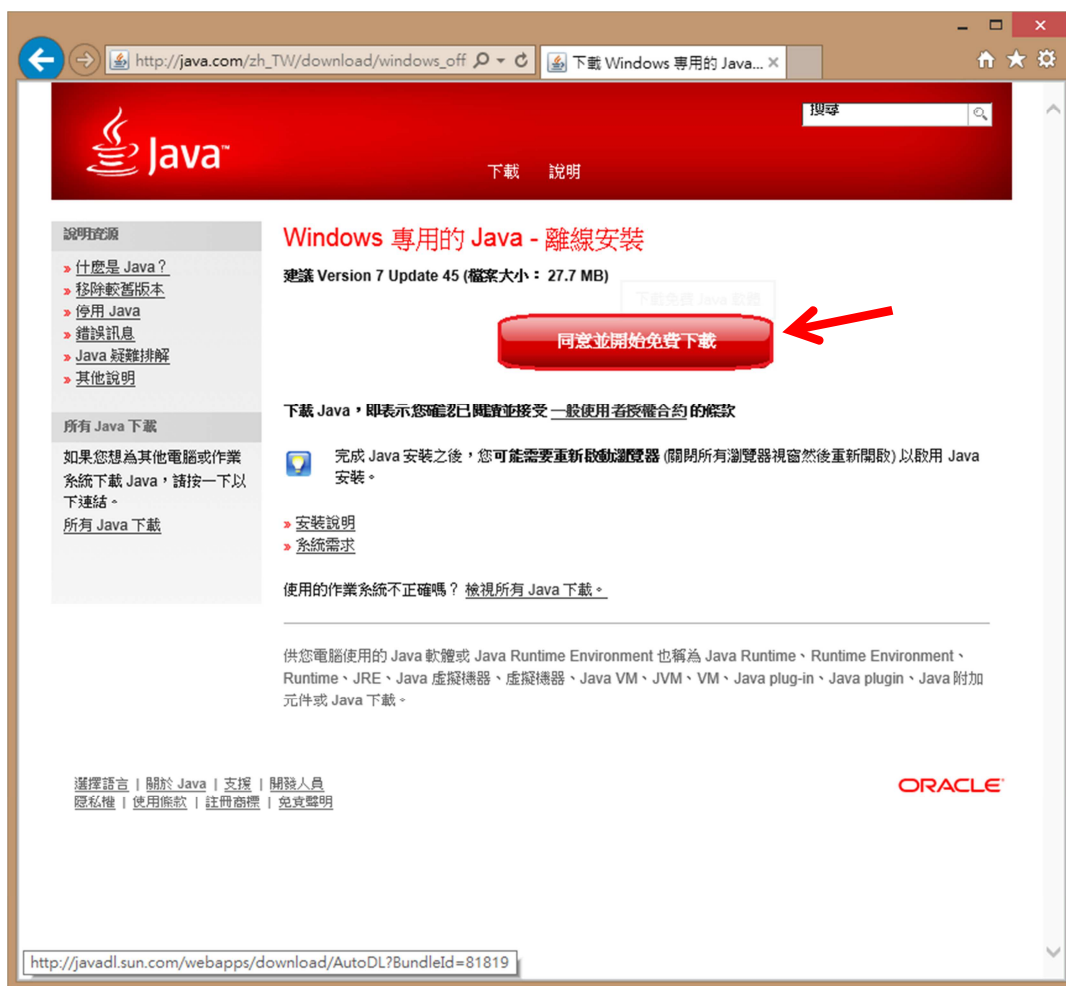 http://java.com/zh_TW/download/windows_off
下載 Windows 專用的 Java...
搜尋
Java™
下載 說明
說明資源
» 什麼是 Java？
» 移除較舊版本
» 停用 Java
» 錯誤訊息
» Java 疑難排解
» 其他說明
所有 Java 下載
如果您想為其他電腦或作業
系統下載 Java，請按一下以
下連結。
所有 Java 下載
Windows 專用的 Java - 離線安裝
建議 Version 7 Update 45 (檔案大小： 27.7 MB)
下載免費 Java 軟體
同意並開始免費下載
下載 Java，即表示您確認已閱讀並接受 一般使用者授權合約 的條款
完成 Java 安裝之後，您可能需要重新啟動瀏覽器 (關閉所有瀏覽器視窗然後重新開啟) 以啟用 Java
安裝。
» 安裝說明
» 系統需求
使用的作業系統不正確嗎？ 檢視所有 Java 下載。
供您電腦使用的 Java 軟體或 Java Runtime Environment 也稱為 Java Runtime、Runtime Environment、
Runtime、JRE、Java 虛擬機器、虛擬機器、Java VM、JVM、VM、Java plug-in、Java plugin、Java 附加
元件或 Java 下載。
選擇語言 | 關於 Java | 支援 | 開發人員
隱私權 | 使用條款 | 註冊商標 | 免責聲明
ORACLE
http://javadl.sun.com/webapps/download/AutoDL?BundleId=81819